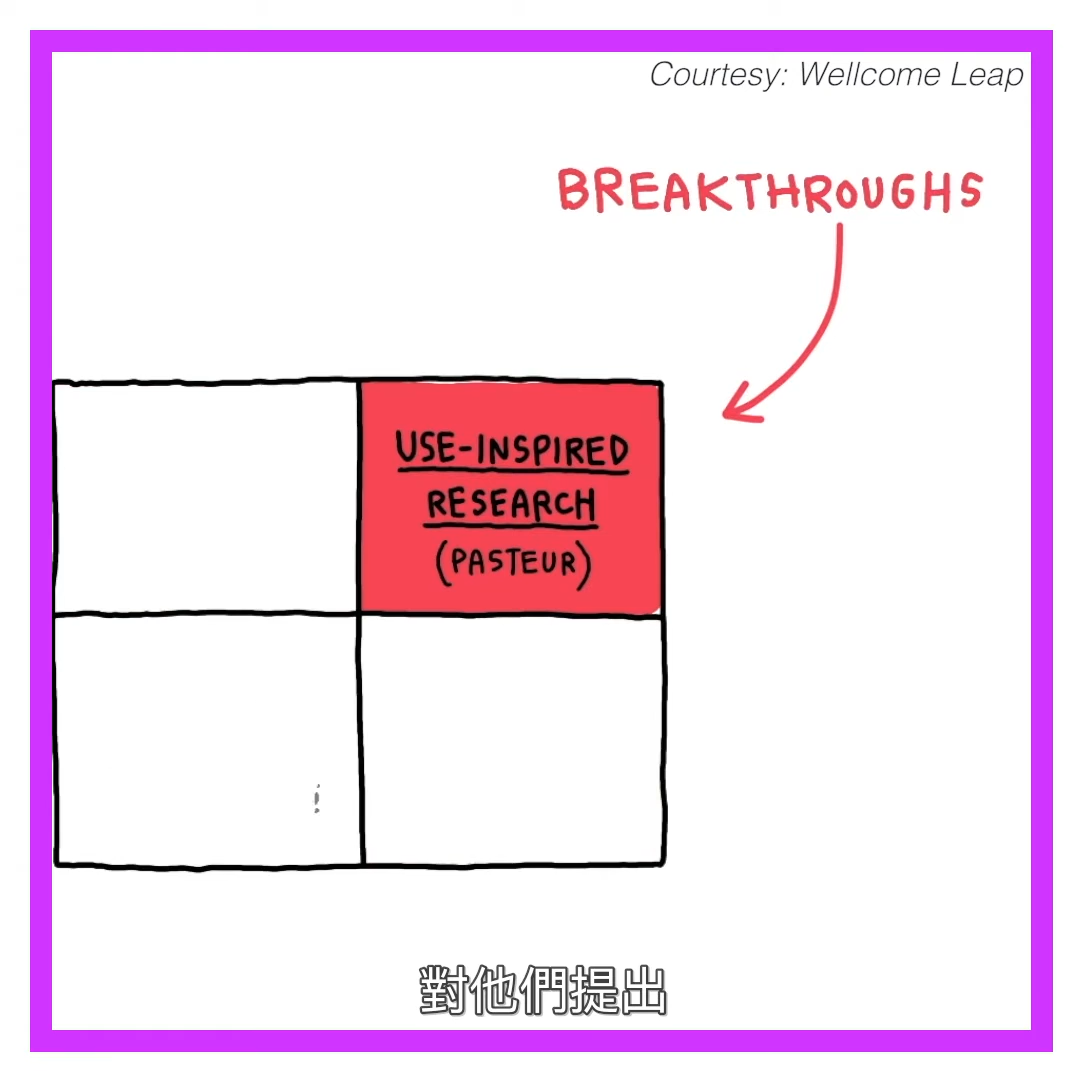 Courtesy: Wellcome Leap
BREAKTHROUGHS
USE-INSPIRED
RESEARCH
(PASTEUR)
對他們提出